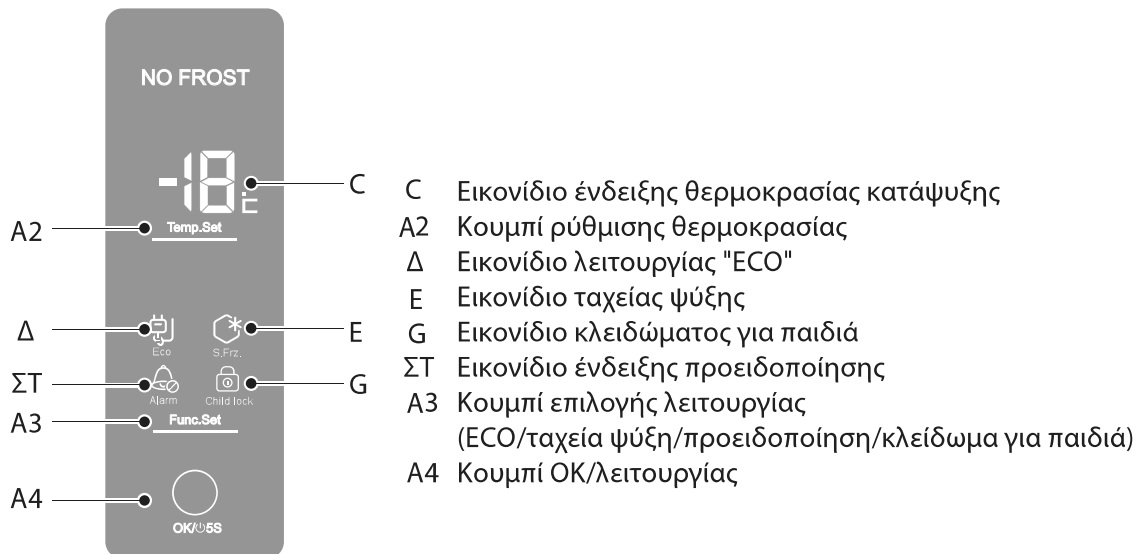 NO FROST
-18°C
C
A2
Temp.Set
Δ
Eco
S.Frz.
E
ΣΤ
Alarm
Child lock
G
A3
Func.Set
A4
OK/⏻5S
C Εικονίδιο ένδειξης θερμοκρασίας κατάψυξης
A2 Κουμπί ρύθμισης θερμοκρασίας
Δ Εικονίδιο λειτουργίας "ECO"
E Εικονίδιο ταχείας ψύξης
G Εικονίδιο κλειδώματος για παιδιά
ΣΤ Εικονίδιο ένδειξης προειδοποίησης
A3 Κουμπί επιλογής λειτουργίας
(ECO/ταχεία ψύξη/προειδοποίηση/κλείδωμα για παιδιά)
A4 Κουμπί OK/λειτουργίας